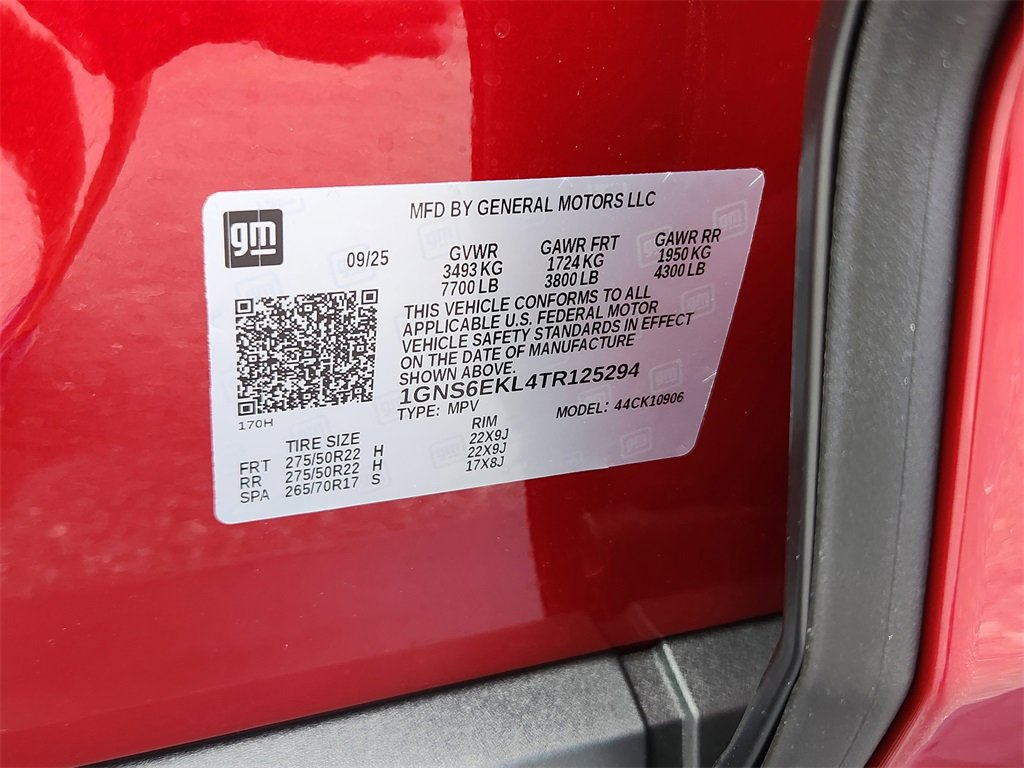 gm
MFD BY GENERAL MOTORS LLC
09/25
GVWR GAWR FRT GAWR RR
3493 KG 1724 KG 1950 KG
7700 LB 3800 LB 4300 LB
THIS VEHICLE CONFORMS TO ALL
APPLICABLE U.S. FEDERAL MOTOR
VEHICLE SAFETY STANDARDS IN EFFECT
ON THE DATE OF MANUFACTURE
SHOWN ABOVE.
1GNS6EKL4TR125294
TYPE: MPV MODEL: 44CK10906
170H
TIRE SIZE RIM
FRT 275/50R22 H 22X9J
RR 275/50R22 H 22X9J
SPA 265/70R17 S 17X8J